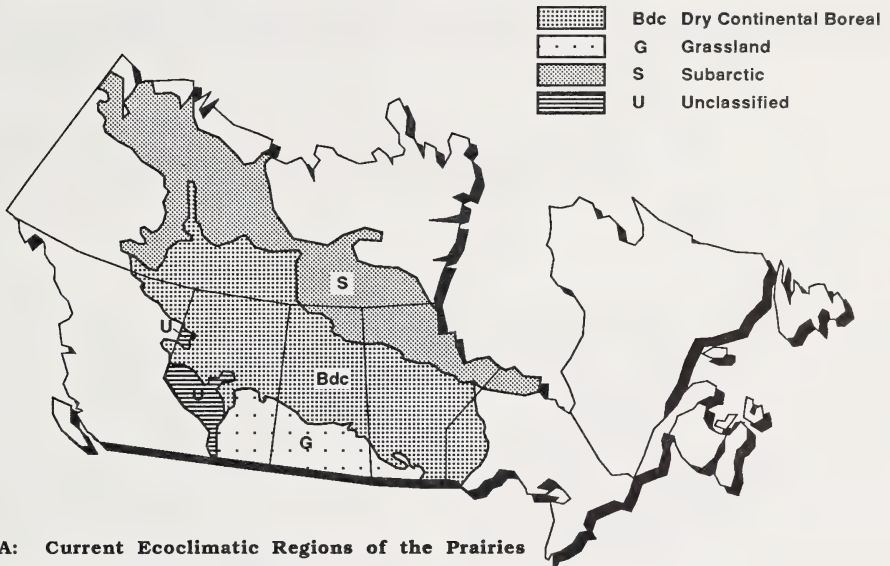 Bdc Dry Continental Boreal
G Grassland
S Subarctic
U Unclassified
S
U
Bdc
U
G
A: Current Ecoclimatic Regions of the Prairies